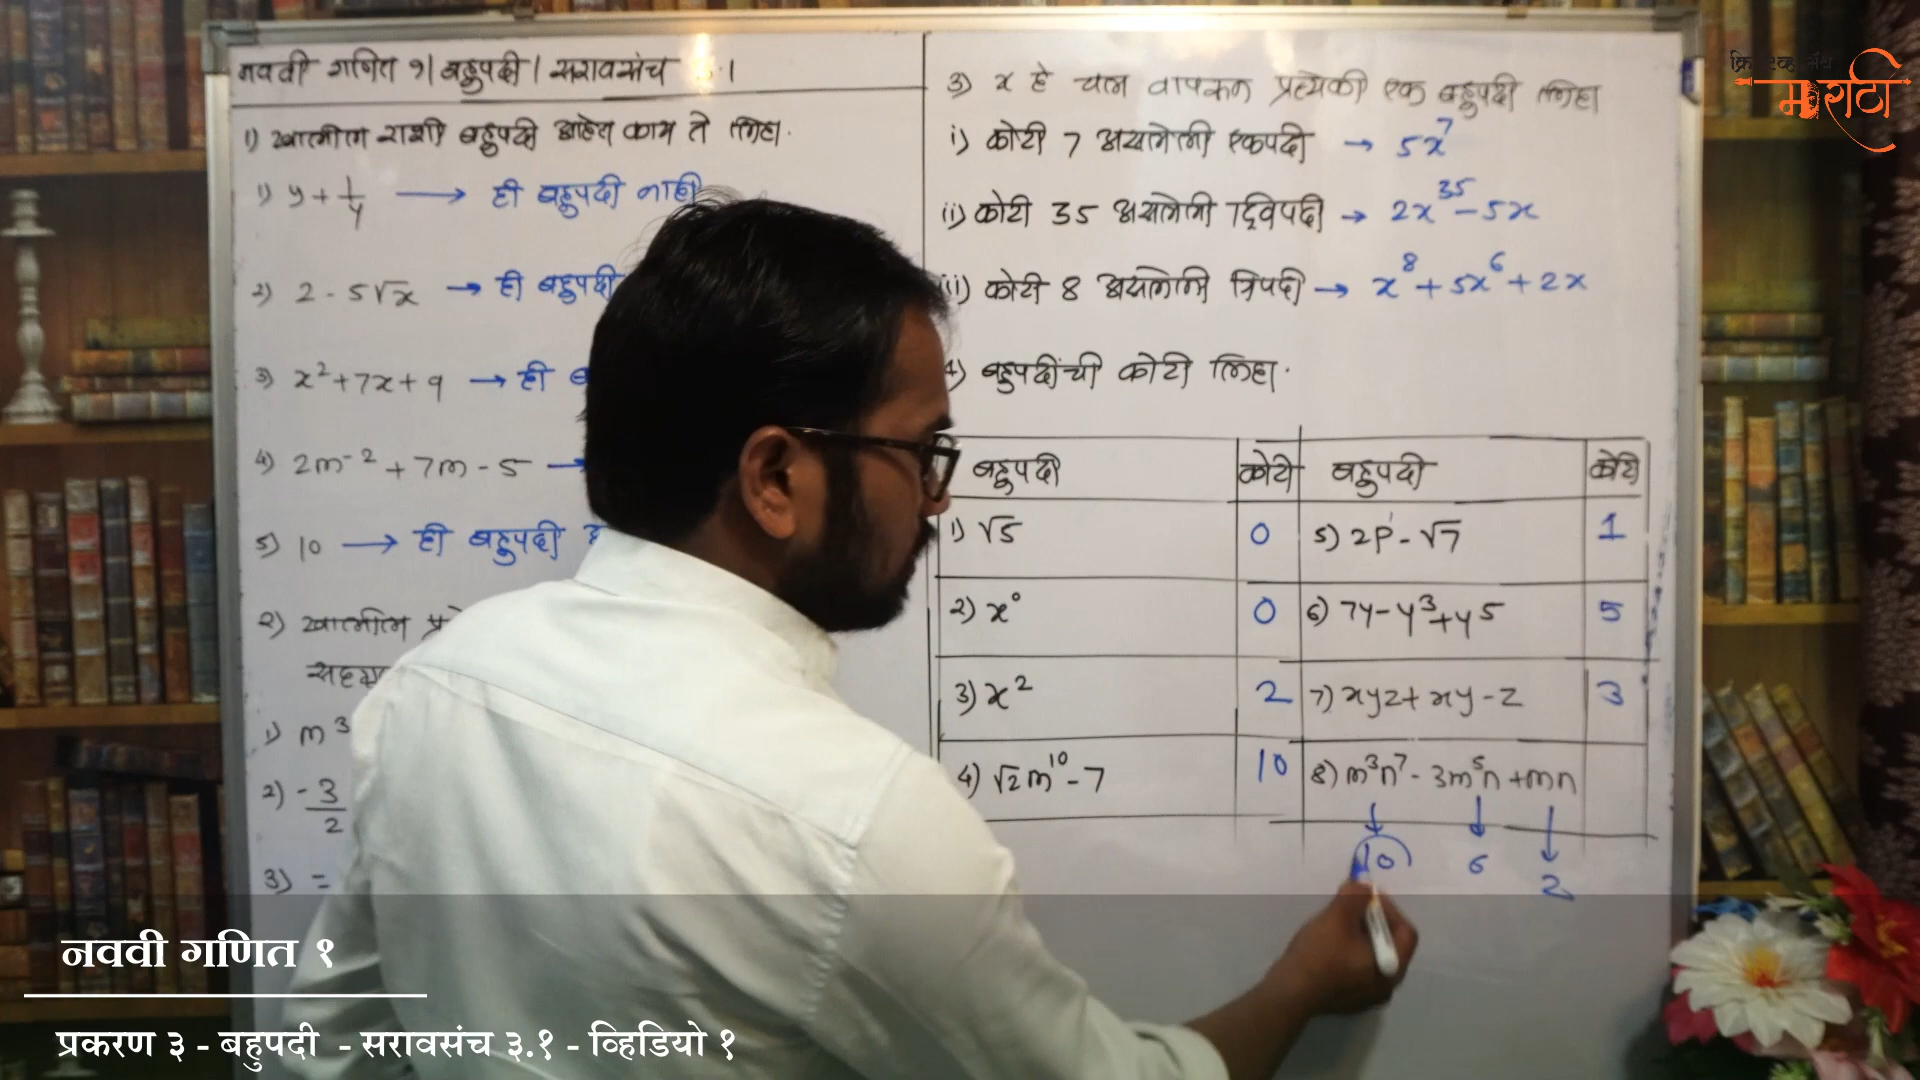 नववी गणित १। बहुपदी। सरावसंच 3.1
1) खालील राशी बहुपदी आहेत काय ते लिहा.
1) y + 1/y → ही बहुपदी नाही
2) 2 - 5√x → ही बहुपदी
3) x² + 7x + 9 → ही
4) 2m⁻² + 7m - 5 →
5) 10 → ही बहुपदी
२) खालील
1) m³
2) -3/2
3) =
3) x हे चल वापरून प्रत्येकी एक बहुपदी लिहा
i) कोटी 7 असलेली एकपदी → 5x⁷
ii) कोटी 35 असलेली द्विपदी → 2x³⁵ - 5x
iii) कोटी 8 असलेली त्रिपदी → x⁸ + 5x⁶ + 2x
4) बहुपदींची कोटी लिहा.
बहुपदी कोटी बहुपदी कोटी
1) √5 0 5) 2p¹ - √7 1
2) x⁰ 0 6) 7y - y³ + y⁵ 5
3) x² 2 7) xyz + xy - z 3
4) √2m¹⁰ - 7 10 8) m³n⁷ - 3m⁵n + mn
10 6 2
मराठी
नववी गणित १
प्रकरण ३ - बहुपदी - सरावसंच ३.१ - व्हिडियो १